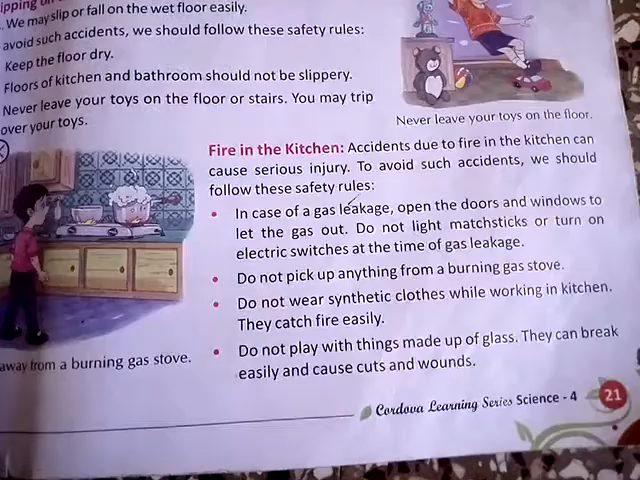 ipping on
. We may slip or fall on the wet floor easily.
avoid such accidents, we should follow these safety rules:
Keep the floor dry.
Floors of kitchen and bathroom should not be slippery.
Never leave your toys on the floor or stairs. You may trip
over your toys.
Never leave your toys on the floor.
Fire in the Kitchen: Accidents due to fire in the kitchen can
cause serious injury. To avoid such accidents, we should
follow these safety rules:
• In case of a gas leakage, open the doors and windows to
let the gas out. Do not light matchsticks or turn on
electric switches at the time of gas leakage.
• Do not pick up anything from a burning gas stove.
• Do not wear synthetic clothes while working in kitchen.
They catch fire easily.
• Do not play with things made up of glass. They can break
easily and cause cuts and wounds.
away from a burning gas stove.
Cordova Learning Series Science - 4
21